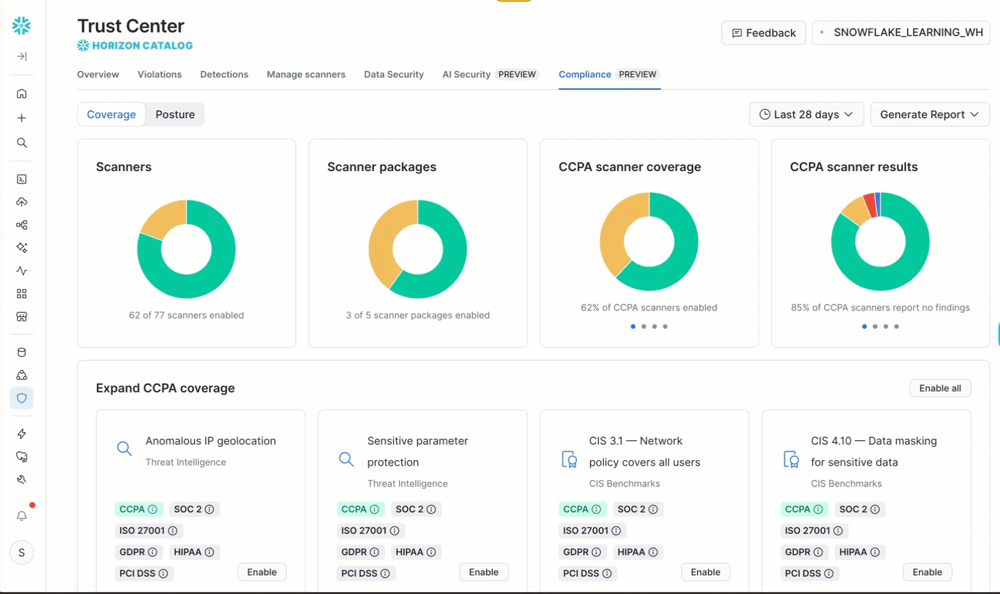 Trust Center
HORIZON CATALOG
Feedback
SNOWFLAKE_LEARNING_WH
Overview Violations Detections Manage scanners Data Security AI Security PREVIEW Compliance PREVIEW
Coverage Posture
Last 28 days Generate Report
Scanners
62 of 77 scanners enabled
Scanner packages
3 of 5 scanner packages enabled
CCPA scanner coverage
62% of CCPA scanners enabled
CCPA scanner results
85% of CCPA scanners report no findings
Expand CCPA coverage
Enable all
Anomalous IP geolocation
Threat Intelligence
CCPA SOC 2
ISO 27001
GDPR HIPAA
PCI DSS
Enable
Sensitive parameter
protection
Threat Intelligence
CCPA SOC 2
ISO 27001
GDPR HIPAA
PCI DSS
Enable
CIS 3.1 — Network
policy covers all users
CIS Benchmarks
CCPA SOC 2
ISO 27001
GDPR HIPAA
PCI DSS
Enable
CIS 4.10 — Data masking
for sensitive data
CIS Benchmarks
CCPA SOC 2
ISO 27001
GDPR HIPAA
PCI DSS
Enable
S